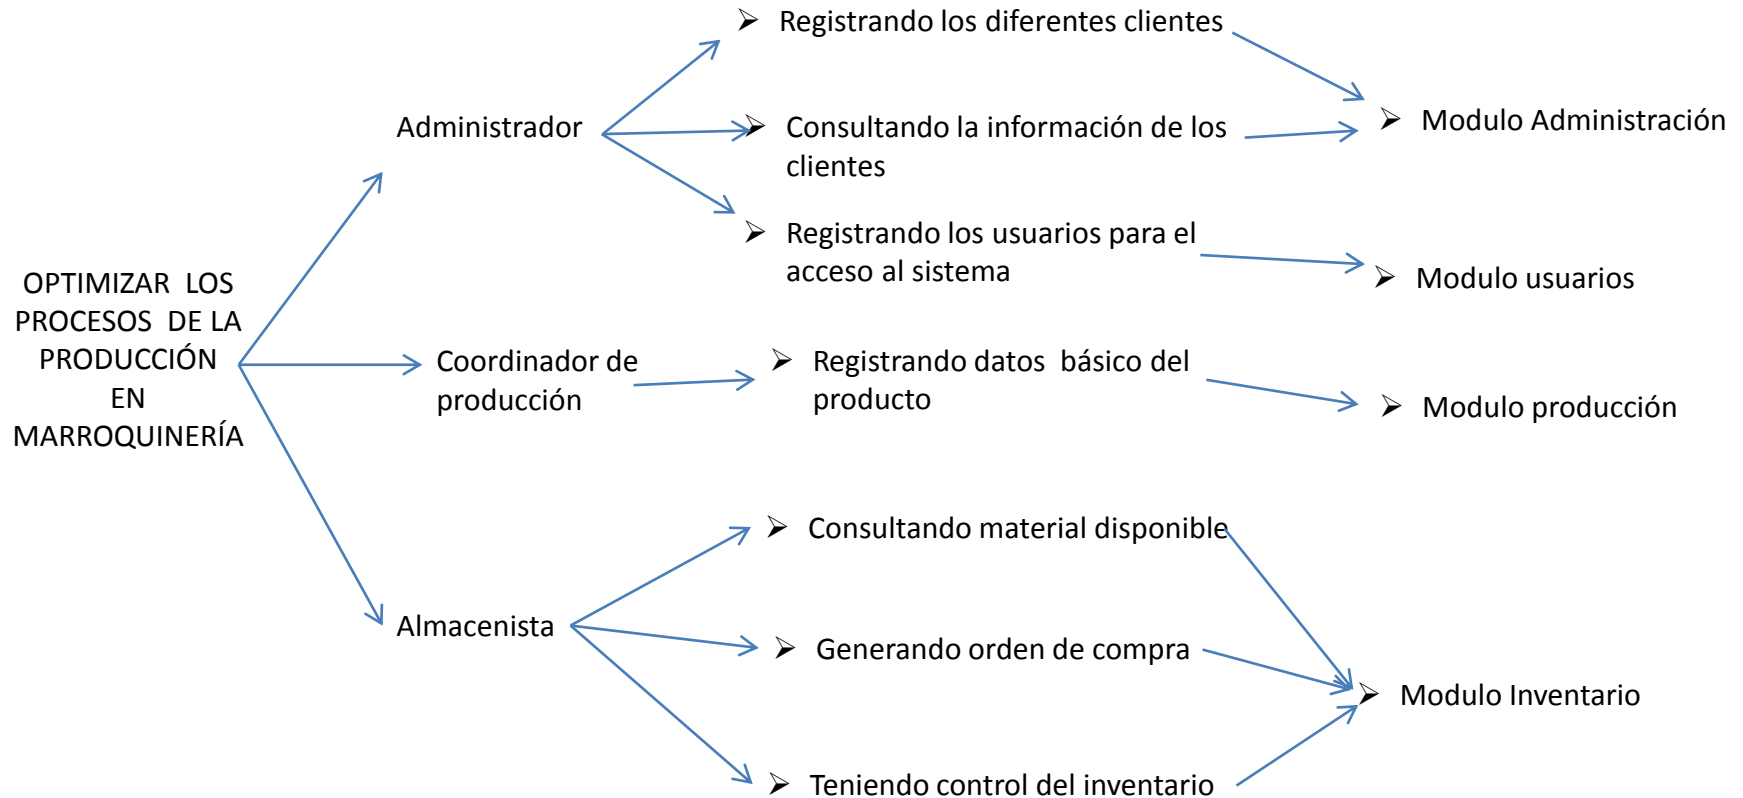 Registrando los diferentes clientes
Administrador
Consultando la información de los
clientes
Modulo Administración
Registrando los usuarios para el
acceso al sistema
Modulo usuarios
OPTIMIZAR LOS
PROCESOS DE LA
PRODUCCIÓN
EN
MARROQUINERÍA
Coordinador de
producción
Registrando datos básico del
producto
Modulo producción
Consultando material disponible
Almacenista
Generando orden de compra
Modulo Inventario
Teniendo control del inventario